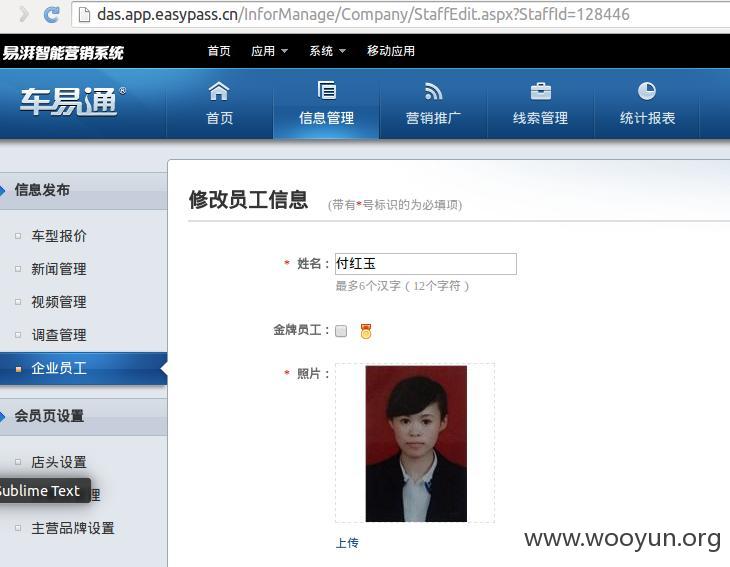 das.app.easypass.cn/InforManage/Company/StaffEdit.aspx?StaffId=128446
易湃智能营销系统 首页 应用 系统 移动应用
车易通® 首页 信息管理 营销推广 线索管理 统计报表
信息发布
修改员工信息 (带有*号标识的为必填项)
车型报价
新闻管理
视频管理
调查管理
企业员工
会员页设置
店头设置
Sublime Text 理
主营品牌设置
* 姓名： 付红玉
最多6个汉字（12个字符）
金牌员工：
* 照片：
上传
www.wooyun.org